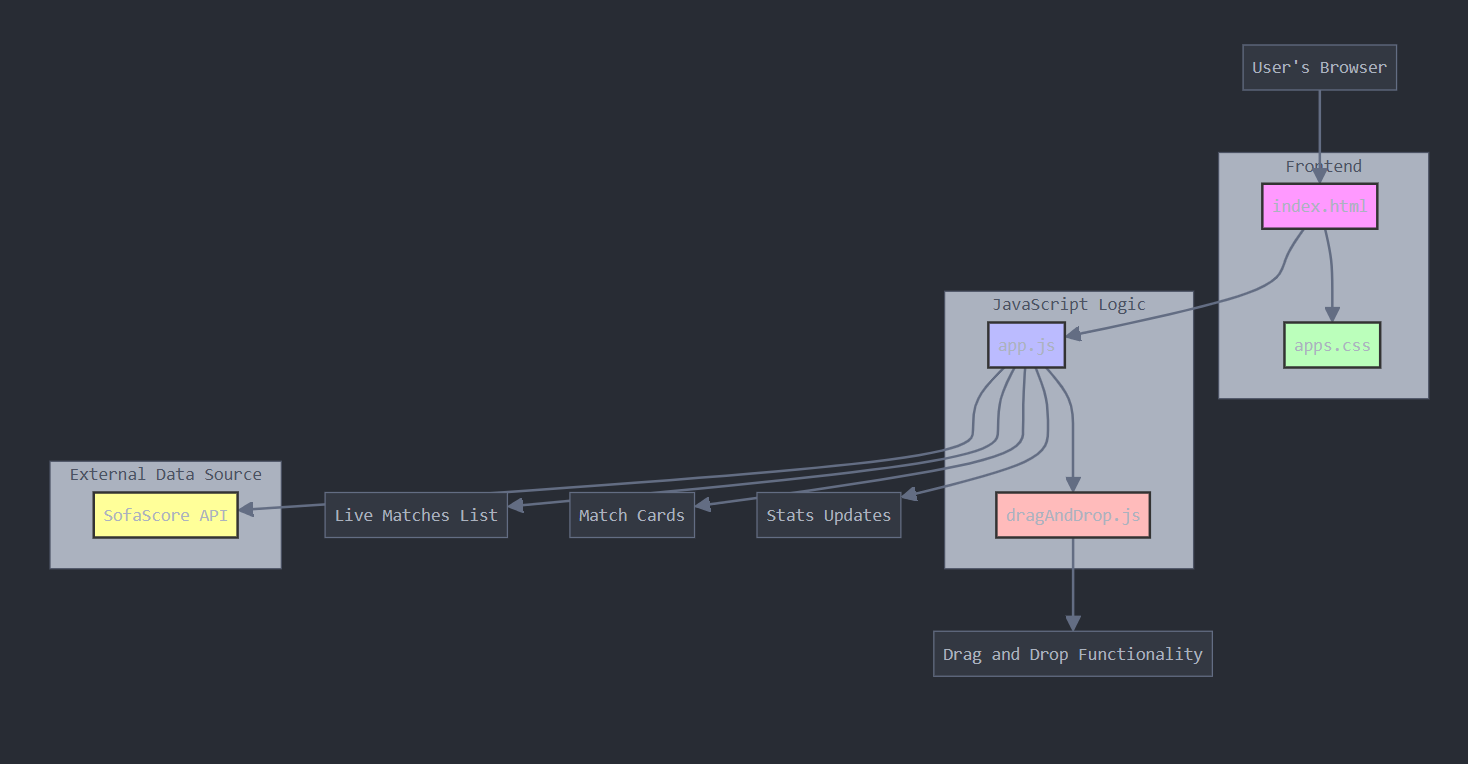 User's Browser
Frontend
index.html
JavaScript Logic
app.js
apps.css
External Data Source
SofaScore API
Live Matches List
Match Cards
Stats Updates
dragAndDrop.js
Drag and Drop Functionality